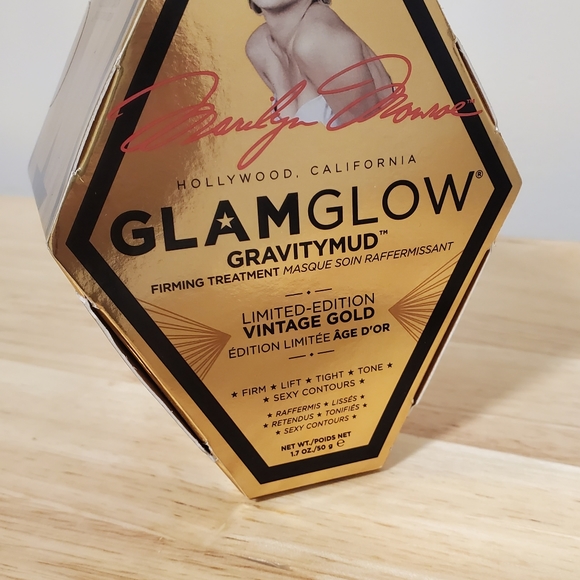 Marilyn Monroe™
HOLLYWOOD, CALIFORNIA
GLAMGLOW®
GRAVITYMUD™
FIRMING TREATMENT MASQUE SOIN RAFFERMISSANT
LIMITED-EDITION
VINTAGE GOLD
ÉDITION LIMITÉE ÂGE D'OR
★ FIRM ★ LIFT ★ TIGHT ★ TONE ★
★ SEXY CONTOURS ★
★ RAFFERMIS ★ LISSÉS ★
★ RETENDUS ★ TONIFIÉS ★
★ SEXY CONTOURS ★
NET WT./POIDS NET
1.7 OZ./50 g ℮